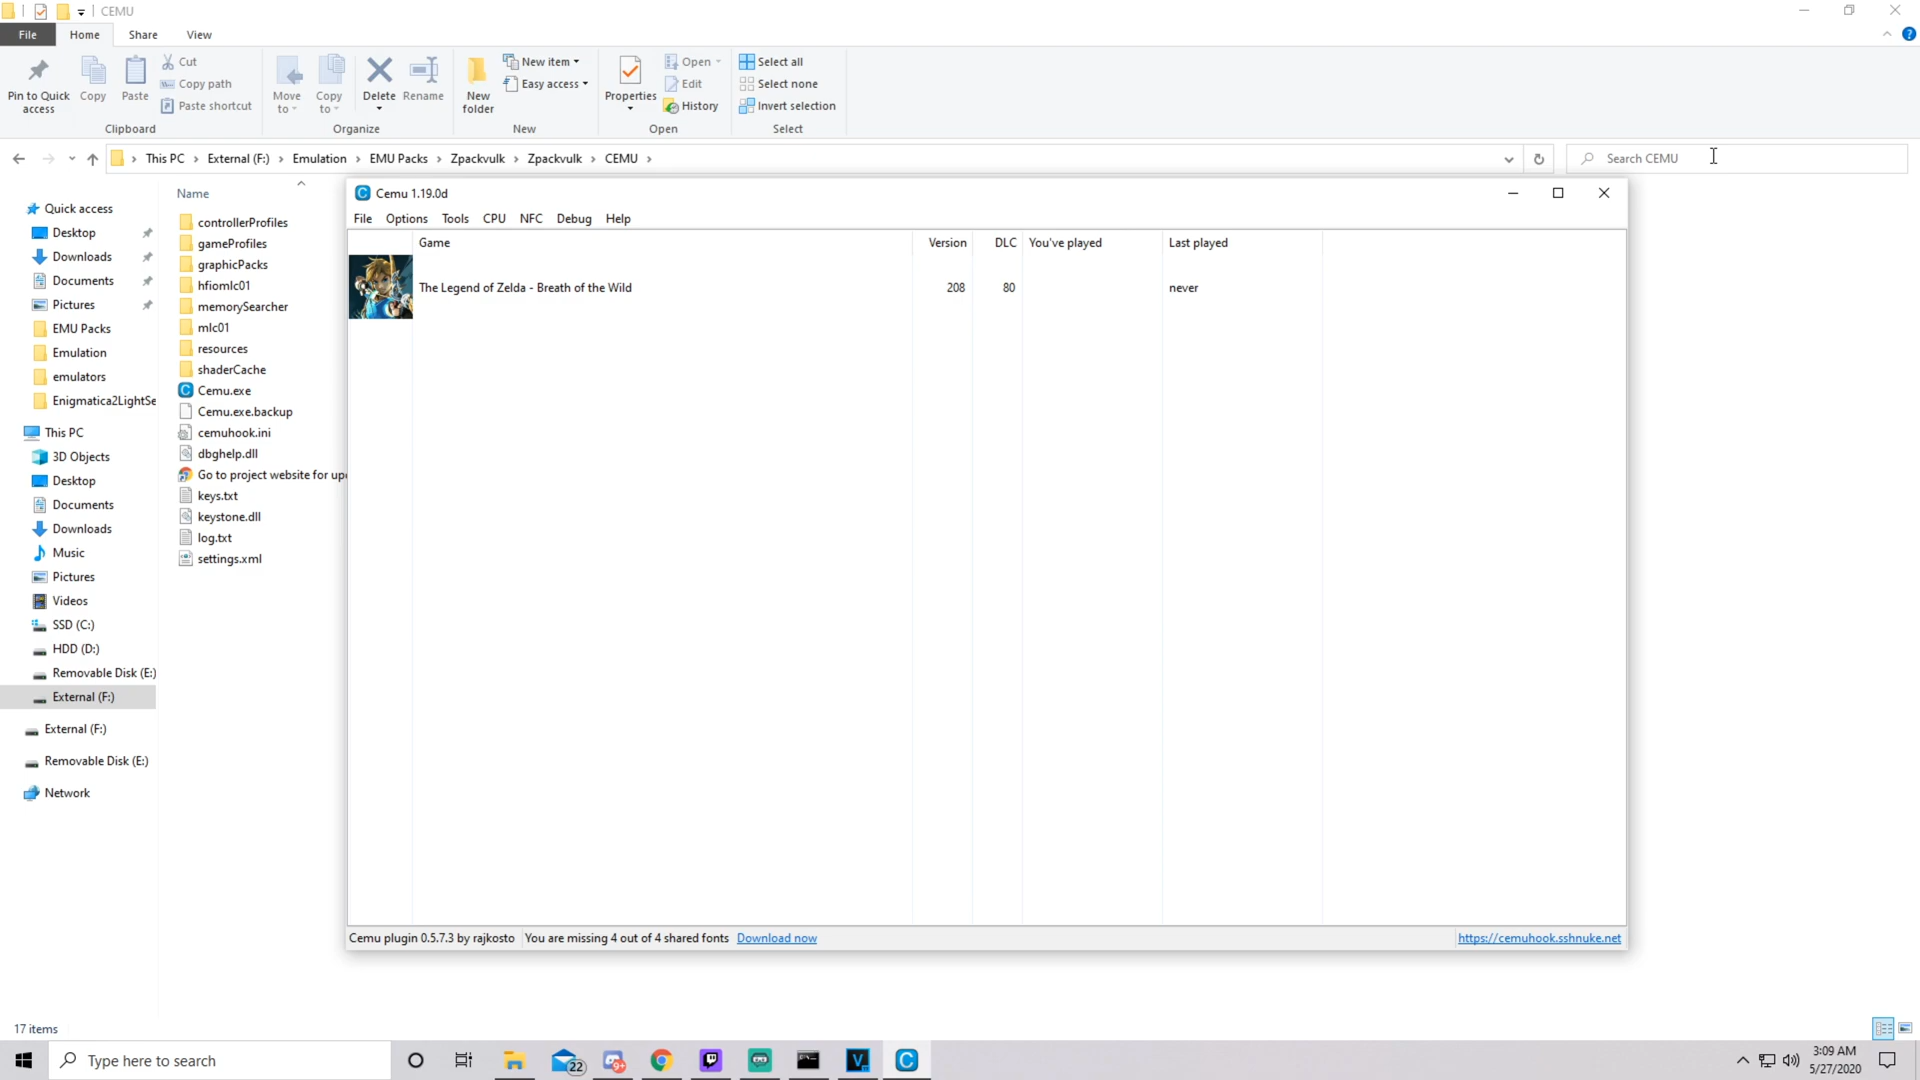 CEMU
File
Home
Share
View
Pin to Quick access
Copy
Paste
Cut
Copy path
Paste shortcut
Clipboard
Move to
Copy to
Delete
Rename
Organize
New folder
New item
Easy access
New
Properties
Open
Edit
History
Open
Select all
Select none
Invert selection
Select
This PC > External (F:) > Emulation > EMU Packs > Zpackvulk > Zpackvulk > CEMU >
Search CEMU
Quick access
Desktop
Downloads
Documents
Pictures
EMU Packs
Emulation
emulators
Enigmatica2LightSe
This PC
3D Objects
Desktop
Documents
Downloads
Music
Pictures
Videos
SSD (C:)
HDD (D:)
Removable Disk (E:)
External (F:)
External (F:)
Removable Disk (E:)
Network
Name
controllerProfiles
gameProfiles
graphicPacks
hfiomlc01
memorySearcher
mlc01
resources
shaderCache
Cemu.exe
Cemu.exe.backup
cemuhook.ini
dbghelp.dll
Go to project website for up
keys.txt
keystone.dll
log.txt
settings.xml
Cemu 1.19.0d
File Options Tools CPU NFC Debug Help
Game Version DLC You've played Last played
The Legend of Zelda - Breath of the Wild 208 80 never
Cemu plugin 0.5.7.3 by rajkosto You are missing 4 out of 4 shared fonts Download now https://cemuhook.sshnuke.net
17 items
Type here to search
22
9+
3:09 AM
5/27/2020